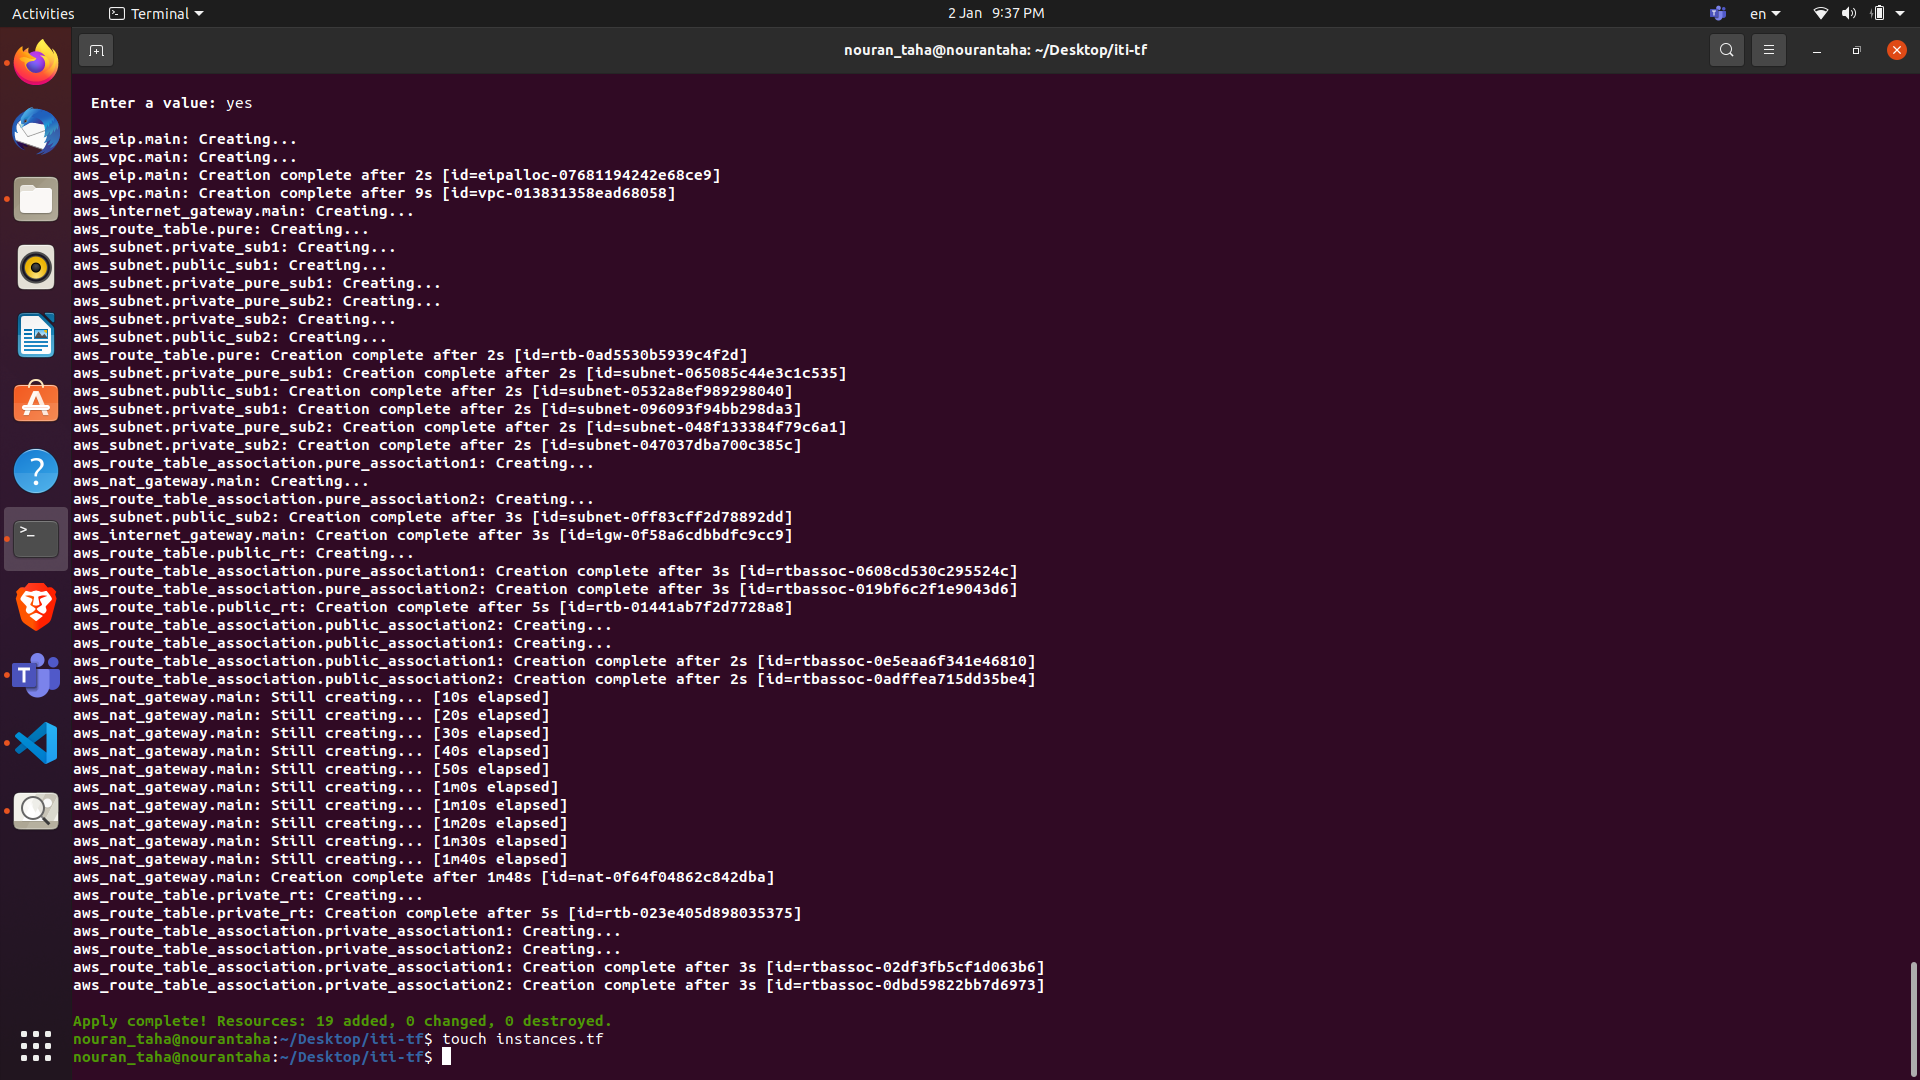 Activities
Terminal
2 Jan 9:37 PM
en
nouran_taha@nourantaha: ~/Desktop/iti-tf
Enter a value: yes
aws_eip.main: Creating...
aws_vpc.main: Creating...
aws_eip.main: Creation complete after 2s [id=eipalloc-07681194242e68ce9]
aws_vpc.main: Creation complete after 9s [id=vpc-013831358ead68058]
aws_internet_gateway.main: Creating...
aws_route_table.pure: Creating...
aws_subnet.private_sub1: Creating...
aws_subnet.public_sub1: Creating...
aws_subnet.private_pure_sub1: Creating...
aws_subnet.private_pure_sub2: Creating...
aws_subnet.private_sub2: Creating...
aws_subnet.public_sub2: Creating...
aws_route_table.pure: Creation complete after 2s [id=rtb-0ad5530b5939c4f2d]
aws_subnet.private_pure_sub1: Creation complete after 2s [id=subnet-065085c44e3c1c535]
aws_subnet.public_sub1: Creation complete after 2s [id=subnet-0532a8ef989298040]
aws_subnet.private_sub1: Creation complete after 2s [id=subnet-096093f94bb298da3]
aws_subnet.private_pure_sub2: Creation complete after 2s [id=subnet-048f133384f79c6a1]
aws_subnet.private_sub2: Creation complete after 2s [id=subnet-047037dba700c385c]
aws_route_table_association.pure_association1: Creating...
aws_nat_gateway.main: Creating...
aws_route_table_association.pure_association2: Creating...
aws_subnet.public_sub2: Creation complete after 3s [id=subnet-0ff83cff2d78892dd]
aws_internet_gateway.main: Creation complete after 3s [id=igw-0f58a6cdbbdfc9cc9]
aws_route_table.public_rt: Creating...
aws_route_table_association.pure_association1: Creation complete after 3s [id=rtbassoc-0608cd530c295524c]
aws_route_table_association.pure_association2: Creation complete after 3s [id=rtbassoc-019bf6c2f1e9043d6]
aws_route_table.public_rt: Creation complete after 5s [id=rtb-01441ab7f2d7728a8]
aws_route_table_association.public_association2: Creating...
aws_route_table_association.public_association1: Creating...
aws_route_table_association.public_association1: Creation complete after 2s [id=rtbassoc-0e5eaa6f341e46810]
aws_route_table_association.public_association2: Creation complete after 2s [id=rtbassoc-0adffea715dd35be4]
aws_nat_gateway.main: Still creating... [10s elapsed]
aws_nat_gateway.main: Still creating... [20s elapsed]
aws_nat_gateway.main: Still creating... [30s elapsed]
aws_nat_gateway.main: Still creating... [40s elapsed]
aws_nat_gateway.main: Still creating... [50s elapsed]
aws_nat_gateway.main: Still creating... [1m0s elapsed]
aws_nat_gateway.main: Still creating... [1m10s elapsed]
aws_nat_gateway.main: Still creating... [1m20s elapsed]
aws_nat_gateway.main: Still creating... [1m30s elapsed]
aws_nat_gateway.main: Still creating... [1m40s elapsed]
aws_nat_gateway.main: Creation complete after 1m48s [id=nat-0f64f04862c842dba]
aws_route_table.private_rt: Creating...
aws_route_table.private_rt: Creation complete after 5s [id=rtb-023e405d898035375]
aws_route_table_association.private_association1: Creating...
aws_route_table_association.private_association2: Creating...
aws_route_table_association.private_association1: Creation complete after 3s [id=rtbassoc-02df3fb5cf1d063b6]
aws_route_table_association.private_association2: Creation complete after 3s [id=rtbassoc-0dbd59822bb7d6973]
Apply complete! Resources: 19 added, 0 changed, 0 destroyed.
nouran_taha@nourantaha:~/Desktop/iti-tf$ touch instances.tf
nouran_taha@nourantaha:~/Desktop/iti-tf$